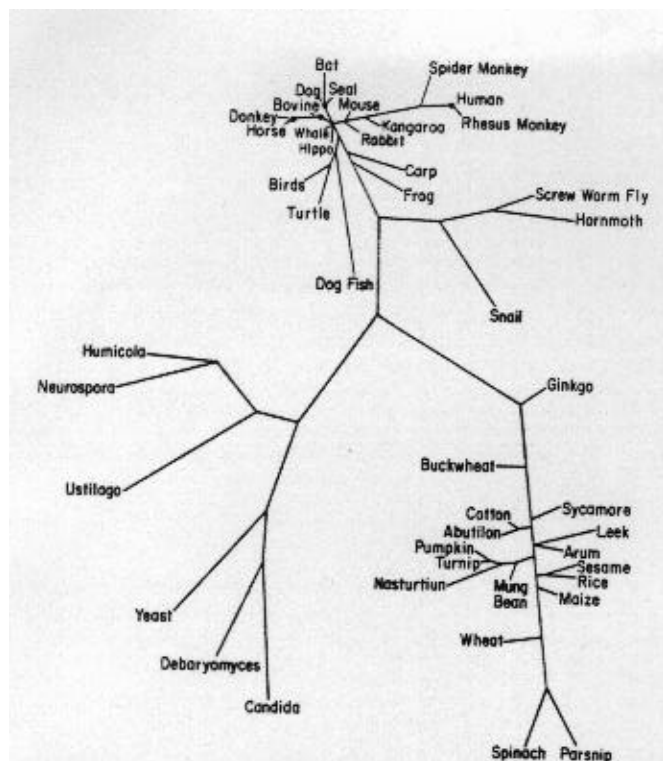 Bat
Spider Monkey
Dog Seal
Bovine Mouse
Human
Donkey
Kangaroo
Rhesus Monkey
Horse
Whale
Rabbit
Hippo
Carp
Birds
Frog
Screw Worm Fly
Turtle
Hornmoth
Dog Fish
Snail
Humicola
Neurospora
Ginkgo
Buckwheat
Ustilago
Cotton
Sycamore
Abutilon
Leek
Pumpkin
Arum
Turnip
Sesame
Nasturtiun
Mung
Bean
Rice
Maize
Yeast
Wheat
Debaryomyces
Candida
Spinach
Parsnip